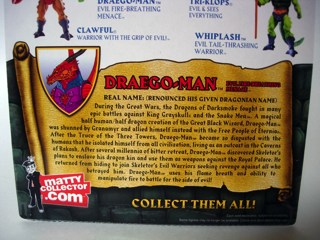 DRAEGO-MAN
EVIL FIRE-BREATHING
MENACE
TRI-KLOPS
EVIL & SEES
EVERYTHING
CLAWFUL
WARRIOR WITH THE GRIP OF EVIL!
WHIPLASH
EVIL TAIL-THRASHING
WARRIOR
DRAEGO-MAN
REAL NAME: (RENOUNCED HIS GIVEN DRAGONIAN NAME)
During the Great Wars, the Dragons of Darksmoke fought in many
epic battles against King Grayskull and the Snake Men. A magical
half human/half dragon creation of the Great Black Wizard, Draego-Man
was shunned by Granamyr and allied himself instead with the Free People of Eternia.
After the Truce of the Three Towers, Draego-Man became so disgusted with
humans that he isolated himself from all civilization, living as an outcast in the Caverns
of Rakash. After several millennia of bitter retreat, Draego-Man discovered Skeletor's
plans to enslave his dragon kin and use them as weapons against the Royal Palace. He
returned from hiding to join Skeletor's Evil Warriors seeking revenge against all who
betrayed him. Draego-Man uses his flame breath and ability to
manipulate fire to battle for the side of evil!
matty
COLLECTOR
.com
COLLECT THEM ALL!